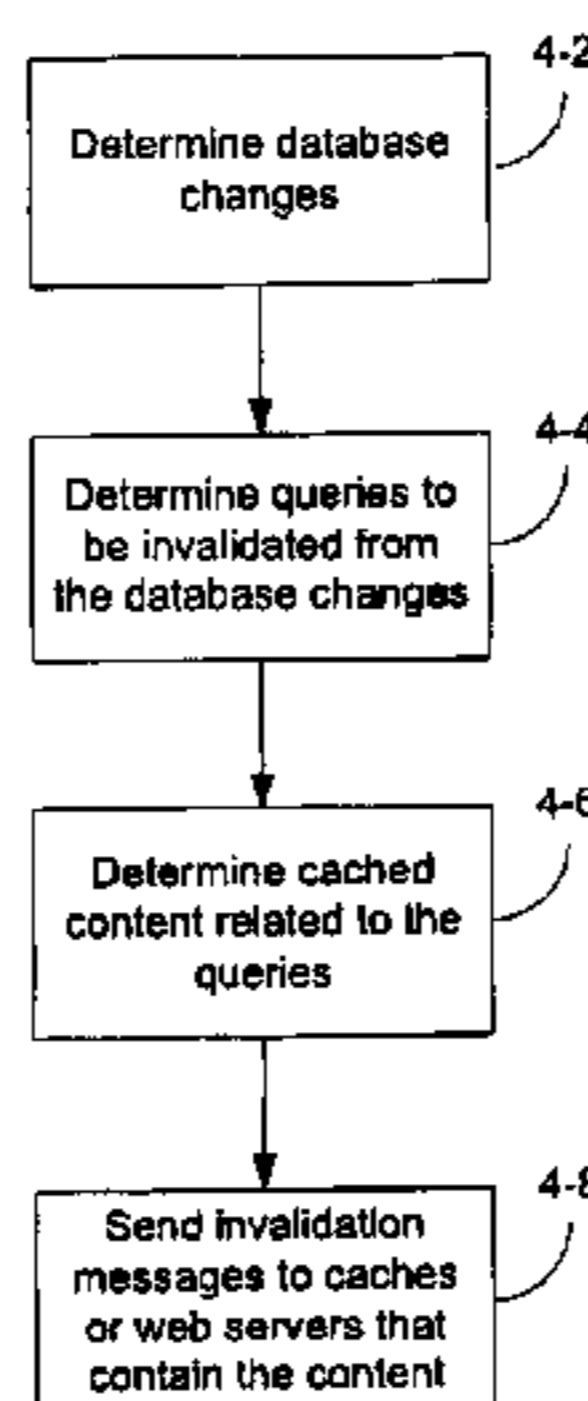 4-2
Determine database
changes
4-4
Determine queries to
be invalidated from
the database changes
4-6
Determine cached
content related to the
queries
4-8
Send invalidation
messages to caches
or web servers that
contain the content